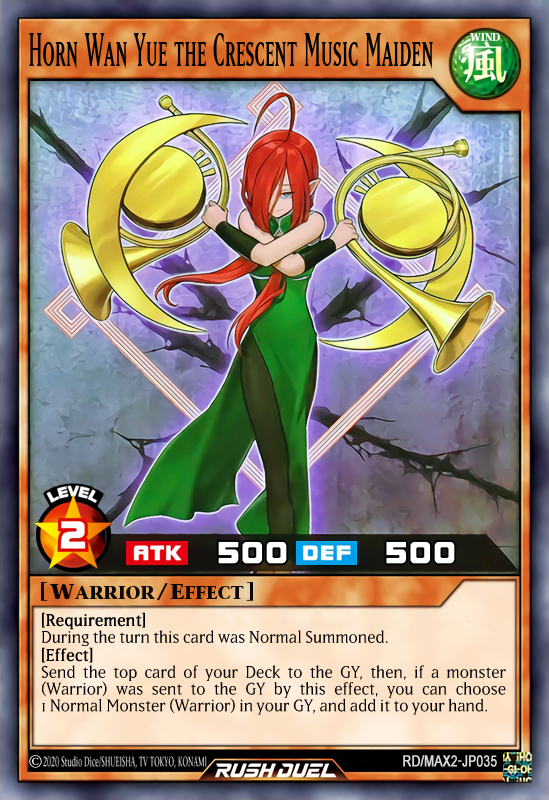 Horn Wan Yue the Crescent Music Maiden
WIND
嵐
LEVEL
2
ATK 500 DEF 500
[Warrior/Effect]
[Requirement]
During the turn this card was Normal Summoned.
[Effect]
Send the top card of your Deck to the GY, then, if a monster
(Warrior) was sent to the GY by this effect, you can choose
1 Normal Monster (Warrior) in your GY, and add it to your hand.
©2020 Studio Dice/SHUEISHA, TV TOKYO, KONAMI
RUSH DUEL
RD/MAX2-JP035